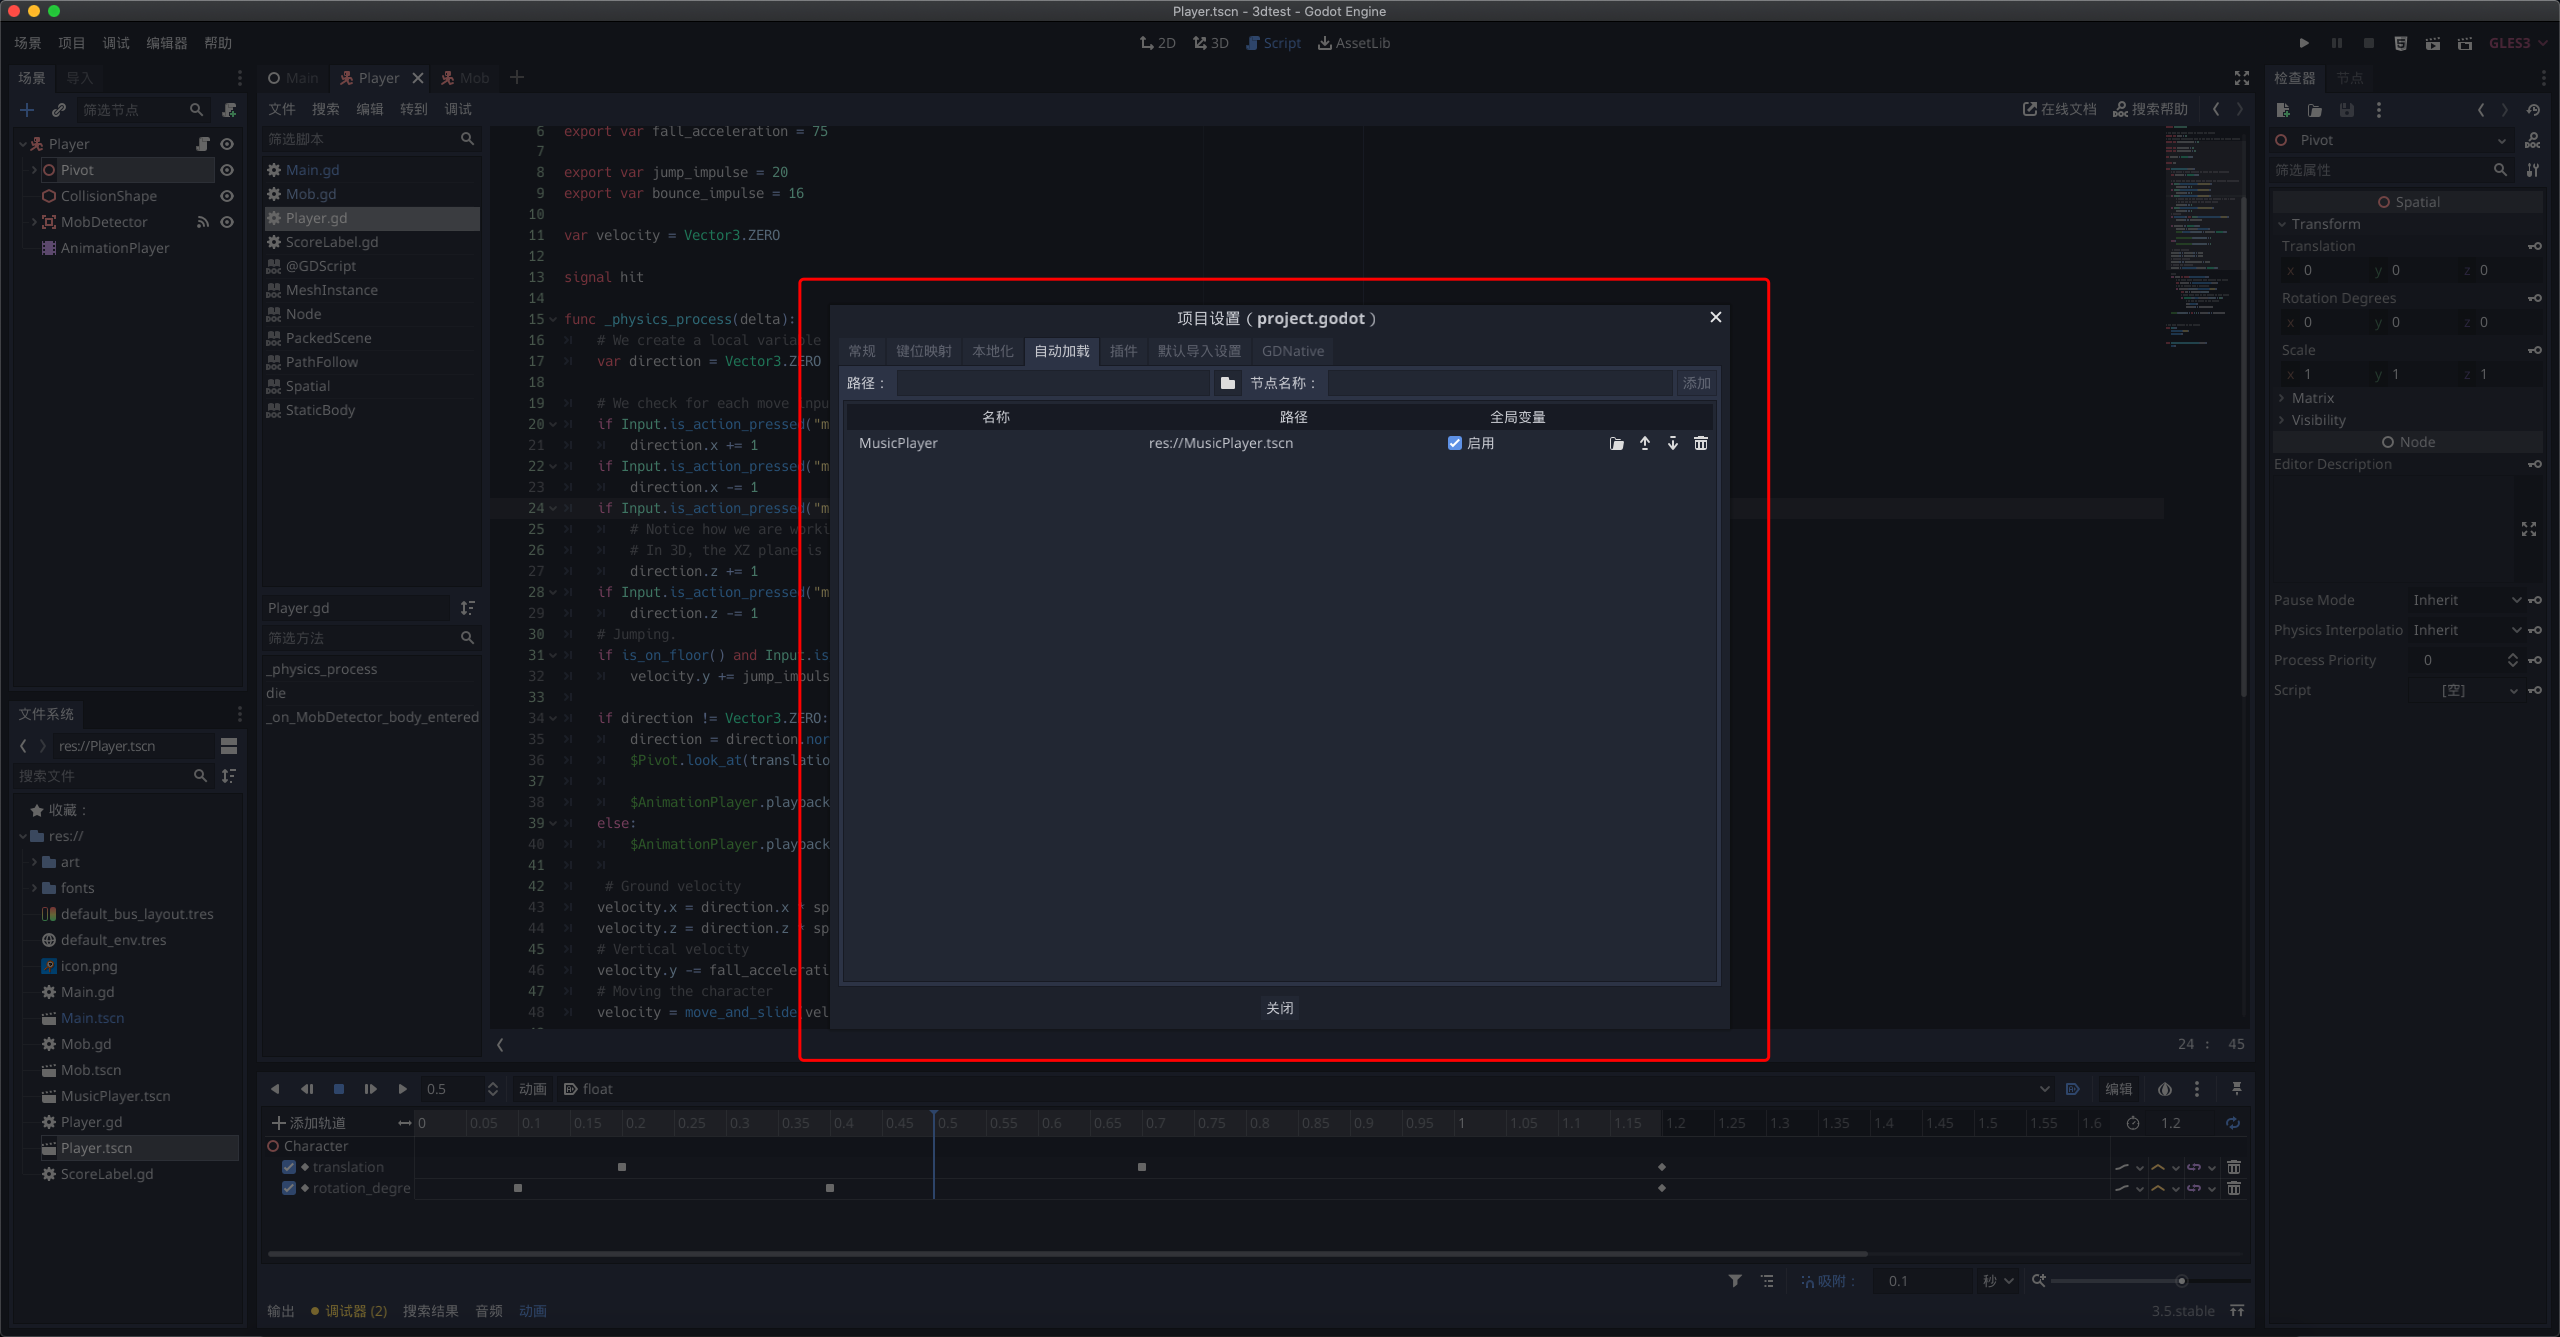 Player.tscn - 3dtest - Godot Engine
场景 项目 调试 编辑器 帮助
2D 3D Script AssetLib
GLES3
场景 导入
筛选节点
Player
Pivot
CollisionShape
MobDetector
AnimationPlayer
文件系统
res://Player.tscn
搜索文件
收藏：
res://
art
fonts
default_bus_layout.tres
default_env.tres
icon.png
Main.gd
Main.tscn
Mob.gd
Mob.tscn
MusicPlayer.tscn
Player.gd
Player.tscn
ScoreLabel.gd
Main Player Mob
文件 搜索 编辑 转到 调试
在线文档 搜索帮助
筛选脚本
Main.gd
Mob.gd
Player.gd
ScoreLabel.gd
@GDScript
MeshInstance
Node
PackedScene
PathFollow
Spatial
StaticBody
Player.gd
筛选方法
_physics_process
die
_on_MobDetector_body_entered
6 export var fall_acceleration = 75
7
8 export var jump_impulse = 20
9 export var bounce_impulse = 16
10
11 var velocity = Vector3.ZERO
12
13 signal hit
14
15 func _physics_process(delta):
16 # We create a local variable
17 var direction = Vector3.ZERO
18
19 # We check for each move inpu
20 if Input.is_action_pressed("m
21 direction.x += 1
22 if Input.is_action_pressed("m
23 direction.x -= 1
24 if Input.is_action_pressed("m
25 # Notice how we are worki
26 # In 3D, the XZ plane is
27 direction.z += 1
28 if Input.is_action_pressed("m
29 direction.z -= 1
30 # Jumping.
31 if is_on_floor() and Input.is
32 velocity.y += jump_impuls
33
34 if direction != Vector3.ZERO:
35 direction = direction.nor
36 $Pivot.look_at(translatio
37
38 $AnimationPlayer.playback
39 else:
40 $AnimationPlayer.playback
41
42 # Ground velocity
43 velocity.x = direction.x * sp
44 velocity.z = direction.z * sp
45 # Vertical velocity
46 velocity.y -= fall_accelerati
47 # Moving the character
48 velocity = move_and_slide(vel
24 : 45
项目设置（project.godot）
常规 键位映射 本地化 自动加载 插件 默认导入设置 GDNative
路径： 节点名称： 添加
名称 路径 全局变量
MusicPlayer res://MusicPlayer.tscn 启用
关闭
0.5 动画 float 编辑
添加轨道 0 0.05 0.1 0.15 0.2 0.25 0.3 0.35 0.4 0.45 0.5 0.55 0.6 0.65 0.7 0.75 0.8 0.85 0.9 0.95 1 1.05 1.1 1.15 1.2 1.25 1.3 1.35 1.4 1.45 1.5 1.55 1.6 1.2
Character
translation
rotation_degre
吸附： 0.1 秒
输出 调试器 (2) 搜索结果 音频 动画
3.5.stable
检查器 节点
Pivot
DOC
筛选属性
Spatial
Transform
Translation
x 0 y 0 z 0
Rotation Degrees
x 0 y 0 z 0
Scale
x 1 y 1 z 1
Matrix
Visibility
Node
Editor Description
Pause Mode Inherit
Physics Interpolatio Inherit
Process Priority 0
Script [空]